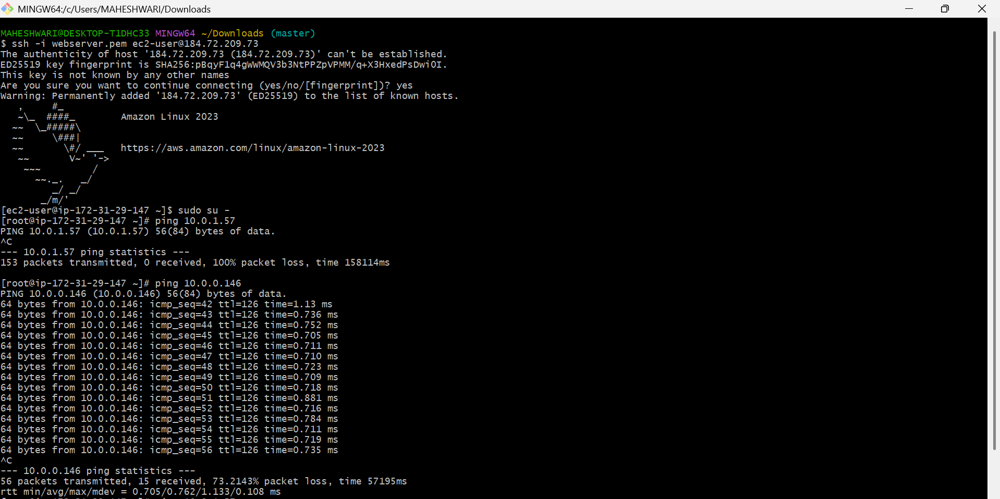 MINGW64:/c/Users/MAHESHWARI/Downloads
MAHESHWARI@DESKTOP-T1DHC33 MINGW64 ~/Downloads (master)
$ ssh -i webserver.pem ec2-user@184.72.209.73
The authenticity of host '184.72.209.73 (184.72.209.73)' can't be established.
ED25519 key fingerprint is SHA256:pBqyF1q4gWWMQV3b3NtPPZpVPMM/q+X3HxedPsDwiOI.
This key is not known by any other names
Are you sure you want to continue connecting (yes/no/[fingerprint])? yes
Warning: Permanently added '184.72.209.73' (ED25519) to the list of known hosts.
   ,     #_
   ~\_  ####_        Amazon Linux 2023
  ~~  \_#####\
  ~~     \###|
  ~~       \#/ ___   https://aws.amazon.com/linux/amazon-linux-2023
   ~~       V~' '->
    ~~~         /
      ~~._.   _/
         _/ _/
       _/m/'
[ec2-user@ip-172-31-29-147 ~]$ sudo su -
[root@ip-172-31-29-147 ~]# ping 10.0.1.57
PING 10.0.1.57 (10.0.1.57) 56(84) bytes of data.
^C
--- 10.0.1.57 ping statistics ---
153 packets transmitted, 0 received, 100% packet loss, time 158114ms
[root@ip-172-31-29-147 ~]# ping 10.0.0.146
PING 10.0.0.146 (10.0.0.146) 56(84) bytes of data.
64 bytes from 10.0.0.146: icmp_seq=42 ttl=126 time=1.13 ms
64 bytes from 10.0.0.146: icmp_seq=43 ttl=126 time=0.736 ms
64 bytes from 10.0.0.146: icmp_seq=44 ttl=126 time=0.752 ms
64 bytes from 10.0.0.146: icmp_seq=45 ttl=126 time=0.705 ms
64 bytes from 10.0.0.146: icmp_seq=46 ttl=126 time=0.711 ms
64 bytes from 10.0.0.146: icmp_seq=47 ttl=126 time=0.710 ms
64 bytes from 10.0.0.146: icmp_seq=48 ttl=126 time=0.723 ms
64 bytes from 10.0.0.146: icmp_seq=49 ttl=126 time=0.709 ms
64 bytes from 10.0.0.146: icmp_seq=50 ttl=126 time=0.718 ms
64 bytes from 10.0.0.146: icmp_seq=51 ttl=126 time=0.881 ms
64 bytes from 10.0.0.146: icmp_seq=52 ttl=126 time=0.716 ms
64 bytes from 10.0.0.146: icmp_seq=53 ttl=126 time=0.784 ms
64 bytes from 10.0.0.146: icmp_seq=54 ttl=126 time=0.711 ms
64 bytes from 10.0.0.146: icmp_seq=55 ttl=126 time=0.719 ms
64 bytes from 10.0.0.146: icmp_seq=56 ttl=126 time=0.735 ms
^C
--- 10.0.0.146 ping statistics ---
56 packets transmitted, 15 received, 73.2143% packet loss, time 57195ms
rtt min/avg/max/mdev = 0.705/0.762/1.133/0.108 ms